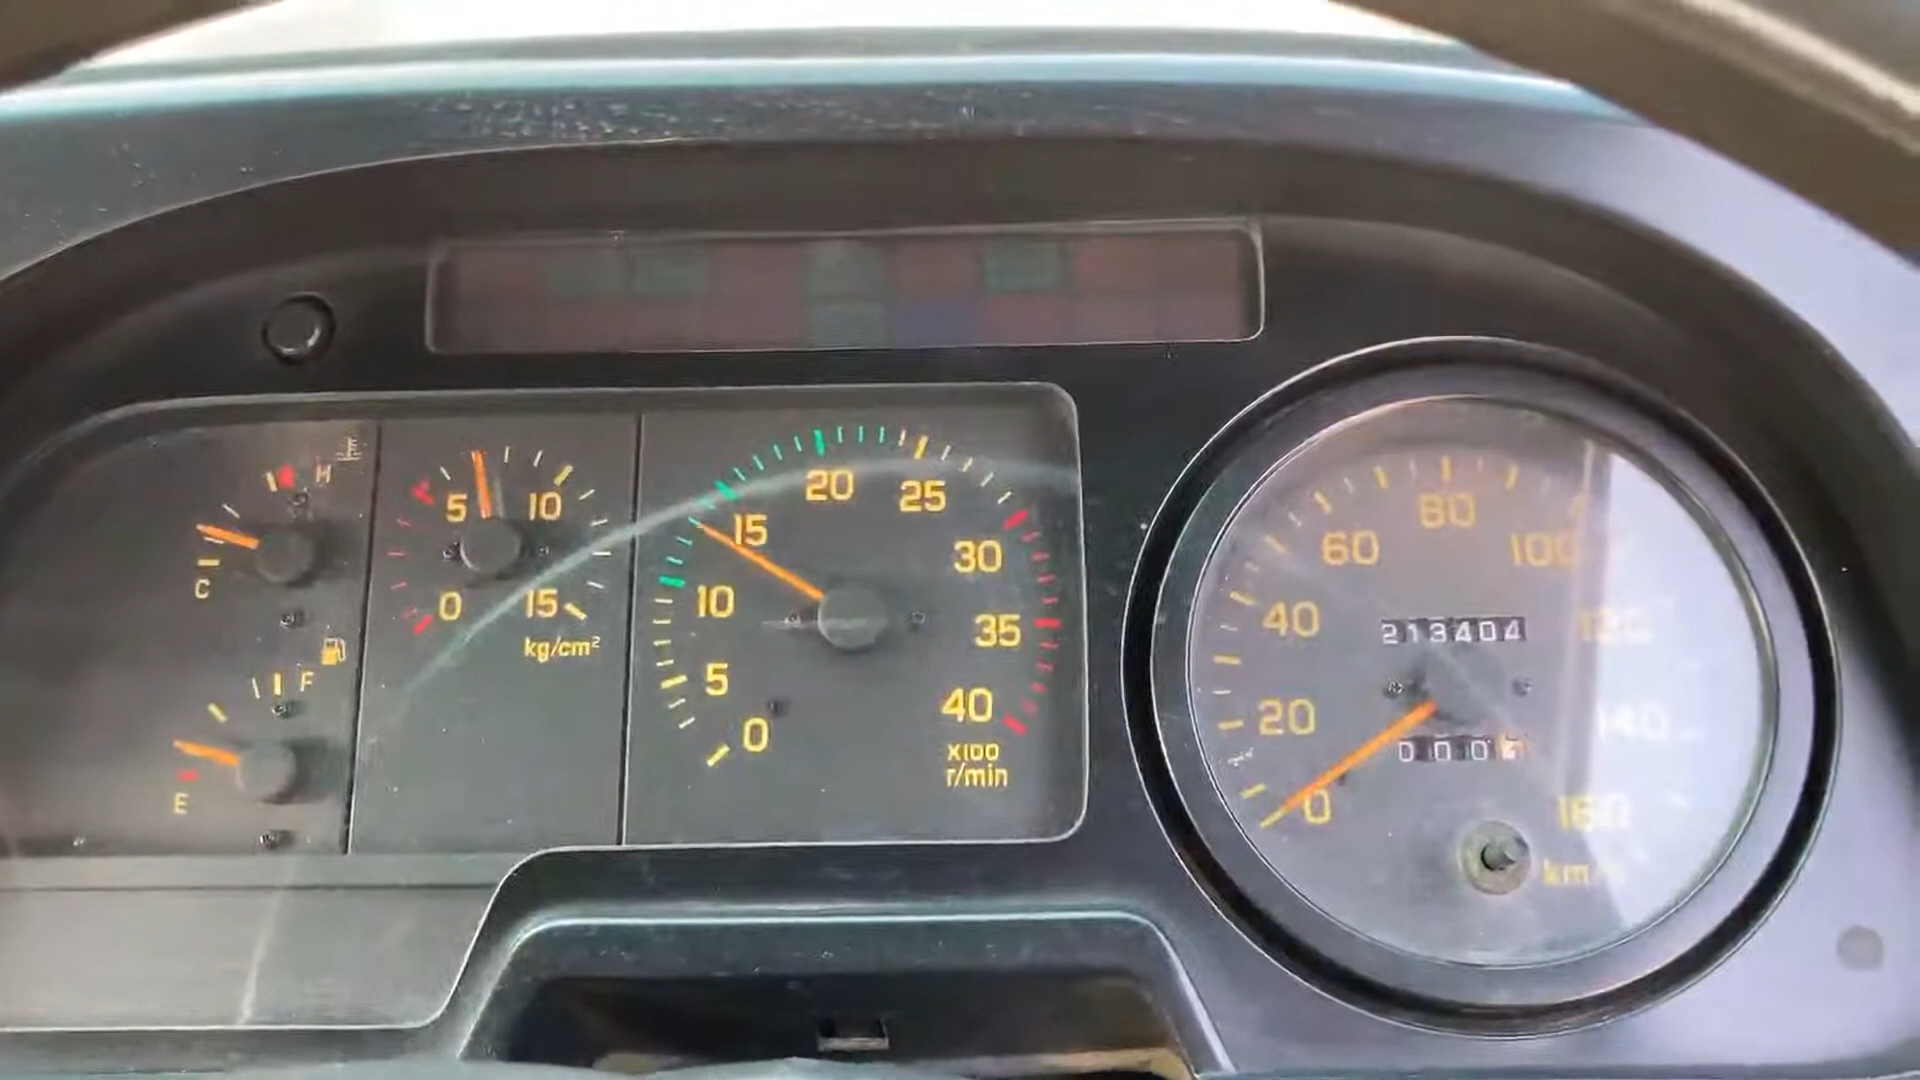 H
C
F
E
5 10
0 15
kg/cm²
0 5 10 15 20 25 30 35 40
X100
r/min
0 20 40 60 80 100 120 140 160
213404
000
km/h